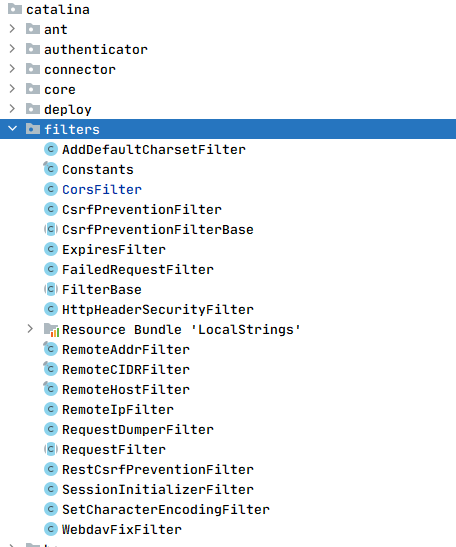 catalina
ant
authenticator
connector
core
deploy
filters
AddDefaultCharsetFilter
Constants
CorsFilter
CsrfPreventionFilter
CsrfPreventionFilterBase
ExpiresFilter
FailedRequestFilter
FilterBase
HttpHeaderSecurityFilter
Resource Bundle 'LocalStrings'
RemoteAddrFilter
RemoteCIDRFilter
RemoteHostFilter
RemoteIpFilter
RequestDumperFilter
RequestFilter
RestCsrfPreventionFilter
SessionInitializerFilter
SetCharacterEncodingFilter
WebdavFixFilter